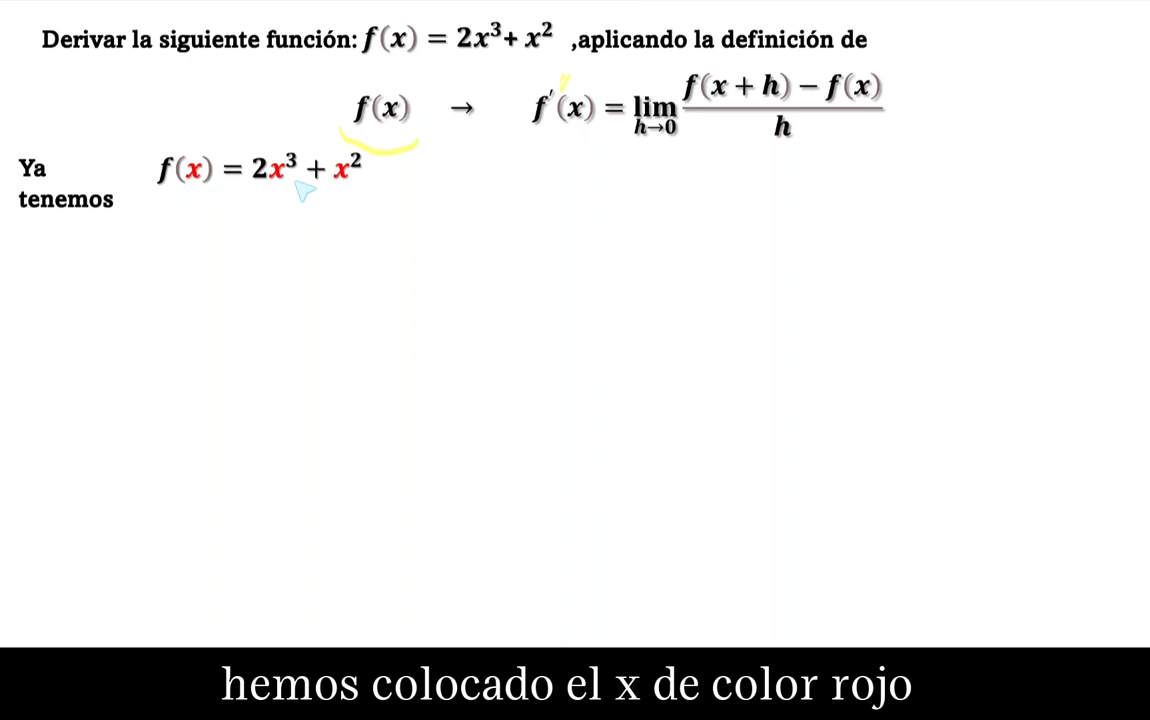 Derivar la siguiente función: f(x) = 2x³+ x² ,aplicando la definición de
f(x) → f′(x) = lim h→0 f(x + h) − f(x) / h
Ya tenemos f(x) = 2x³ + x²
hemos colocado el x de color rojo